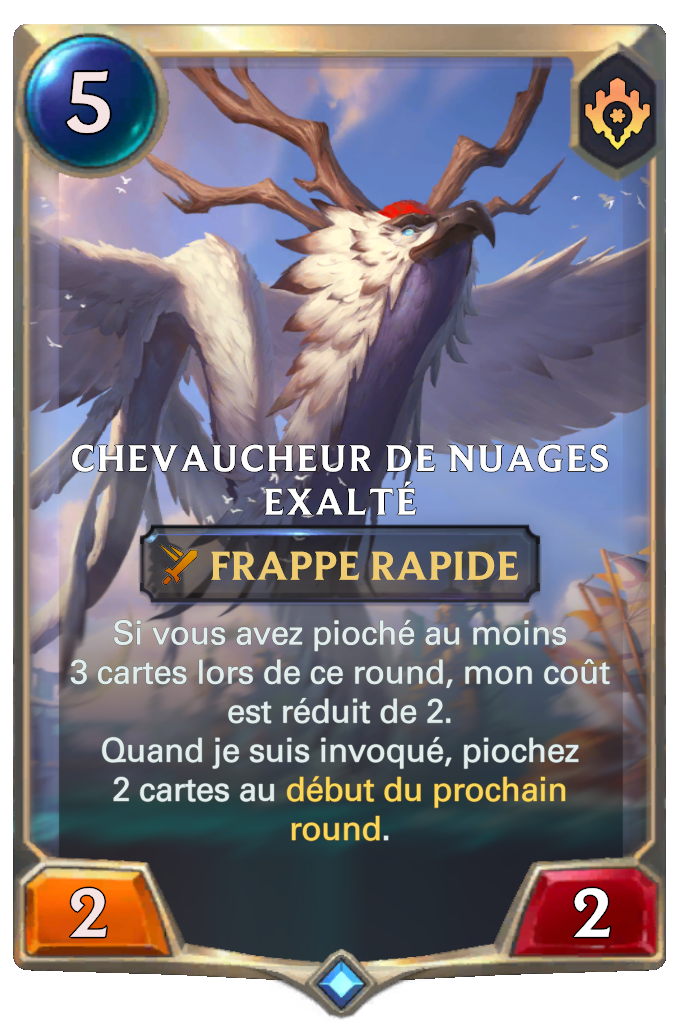 5
CHEVAUCHEUR DE NUAGES
EXALTÉ
FRAPPE RAPIDE
Si vous avez pioché au moins
3 cartes lors de ce round, mon coût
est réduit de 2.
Quand je suis invoqué, piochez
2 cartes au début du prochain
round.
2
2